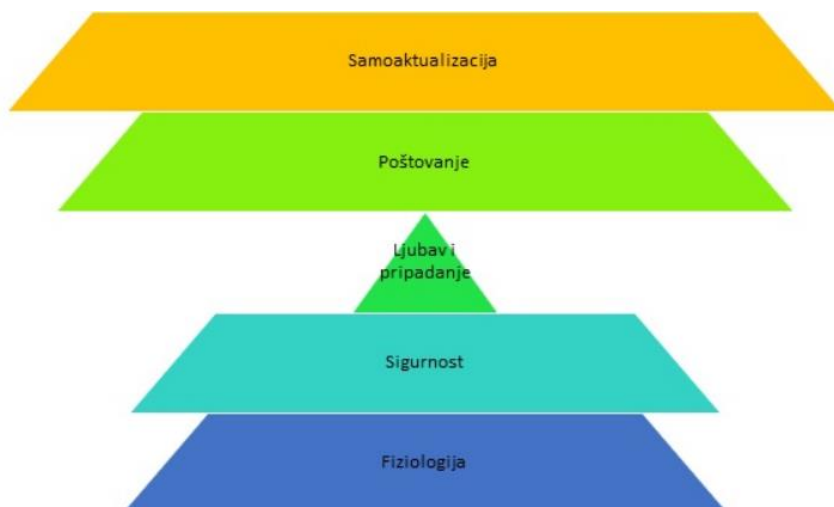 Samoaktualizacija
Poštovanje
Ljubav i
pripadanje
Sigurnost
Fiziologija